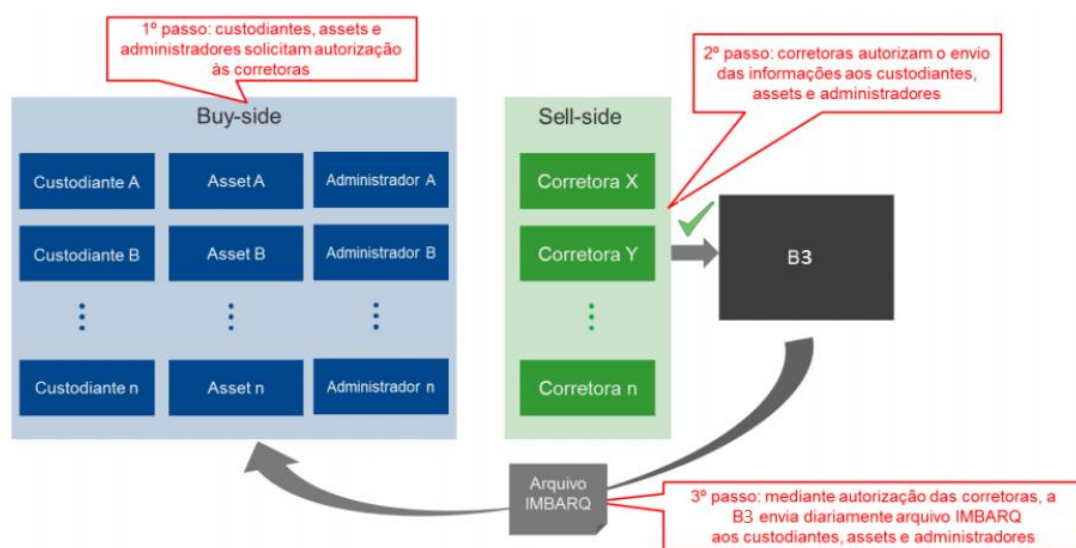 1º passo: custodiantes, assets e
administradores solicitam autorização
às corretoras
2º passo: corretoras autorizam o envio
das informações aos custodiantes,
assets e administradores
Buy-side
Sell-side
Custodiante A
Asset A
Administrador A
Corretora X
Custodiante B
Asset B
Administrador B
Corretora Y
B3
Custodiante n
Asset n
Administrador n
Corretora n
Arquivo
IMBARQ
3º passo: mediante autorização das corretoras, a
B3 envia diariamente arquivo IMBARQ
aos custodiantes, assets e administradores